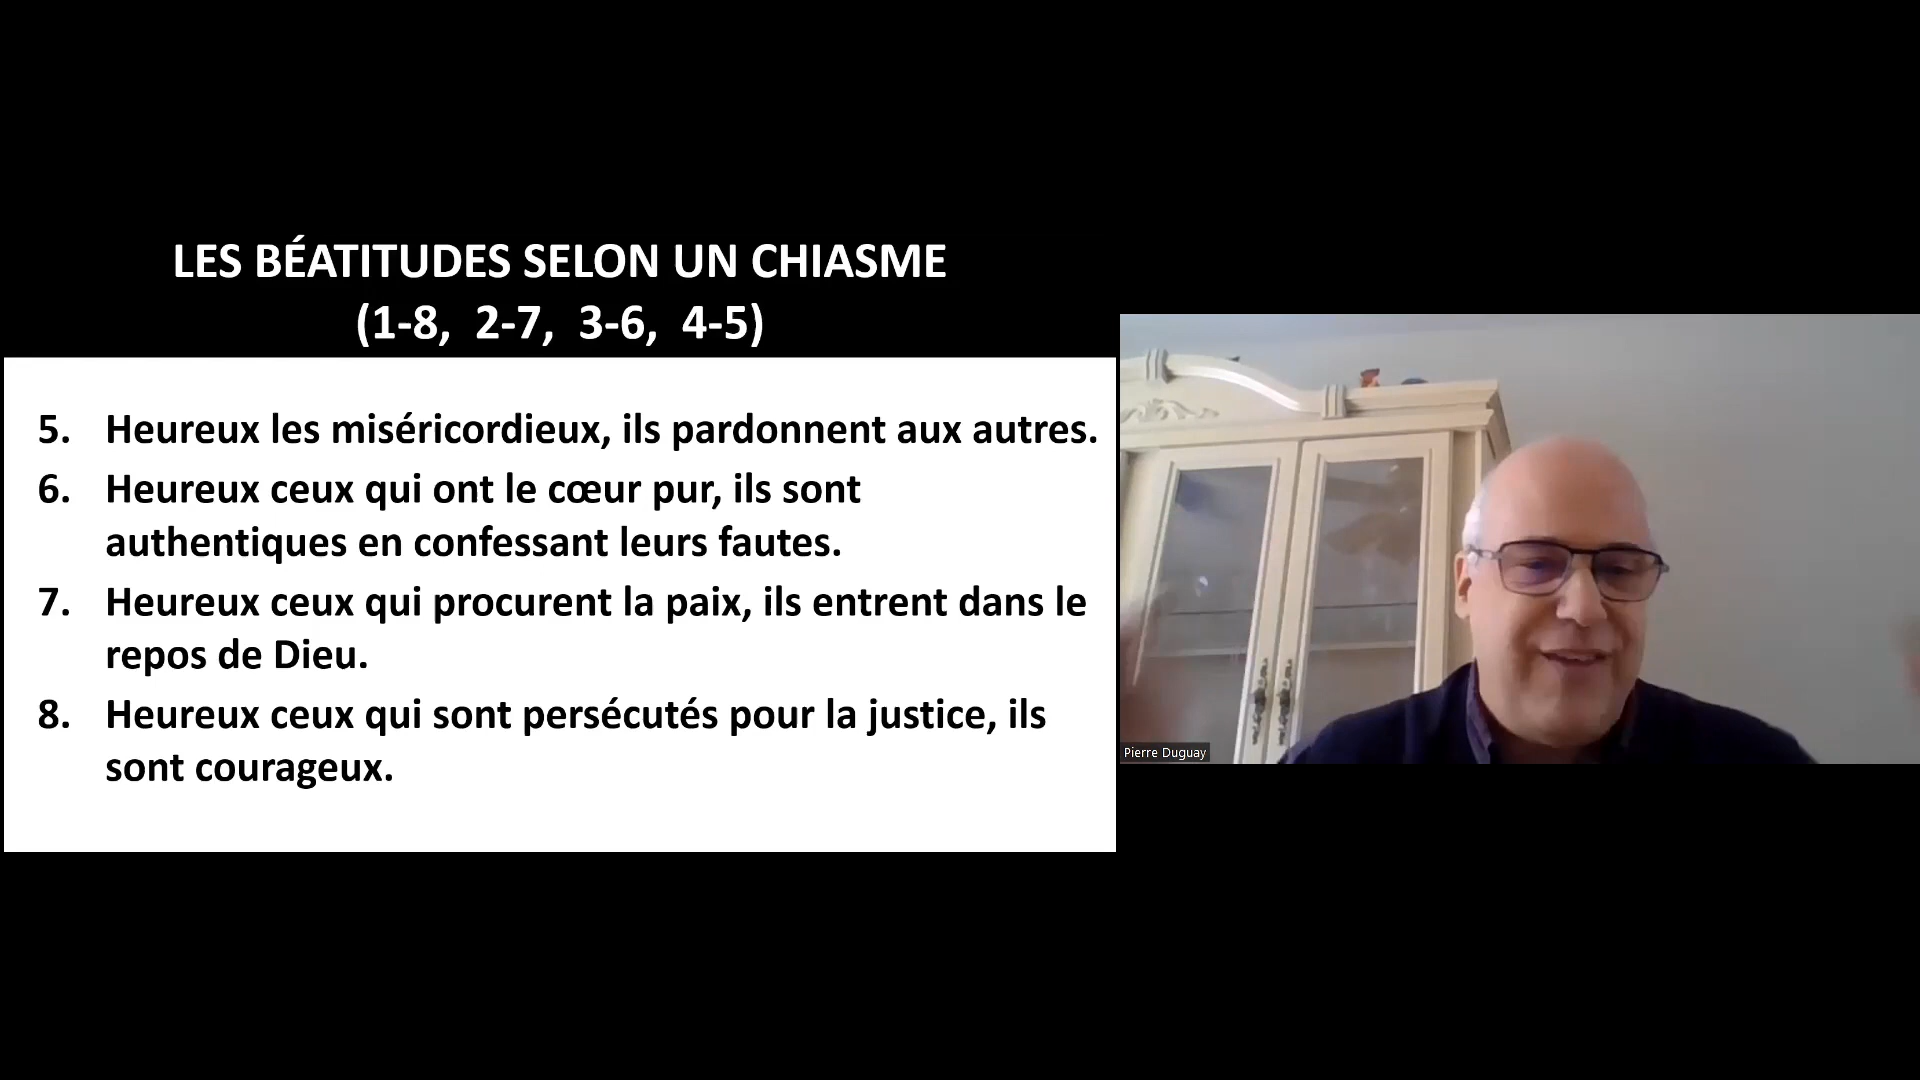 LES BÉATITUDES SELON UN CHIASME
(1-8, 2-7, 3-6, 4-5)
5. Heureux les miséricordieux, ils pardonnent aux autres.
6. Heureux ceux qui ont le cœur pur, ils sont
authentiques en confessant leurs fautes.
7. Heureux ceux qui procurent la paix, ils entrent dans le
repos de Dieu.
8. Heureux ceux qui sont persécutés pour la justice, ils
sont courageux.
Pierre Duguay